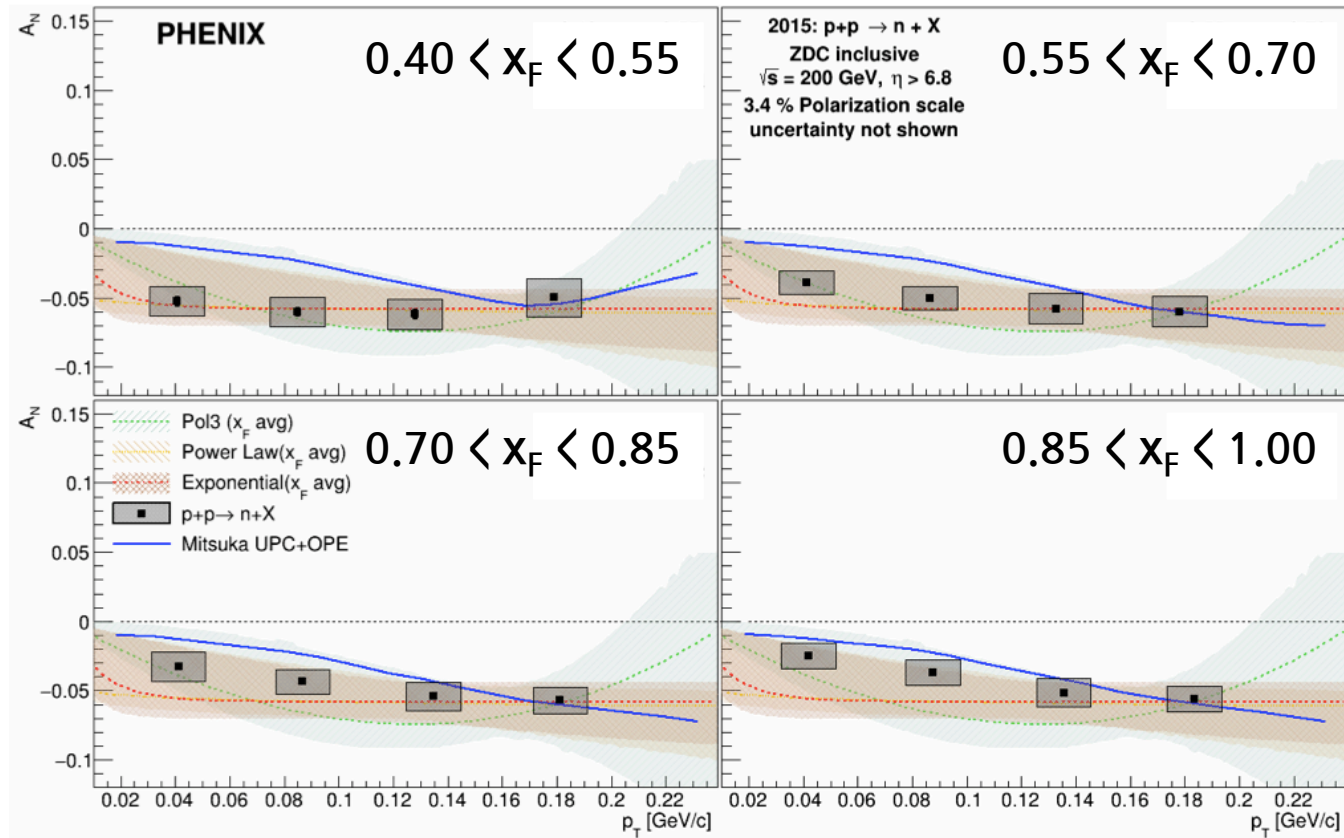 A_N
0.15
0.1
0.05
0
−0.05
−0.1
PHENIX
0.40 < x_F < 0.55
2015: p+p → n + X
ZDC inclusive
√s = 200 GeV, η > 6.8
3.4 % Polarization scale
uncertainty not shown
0.55 < x_F < 0.70
A_N
0.15
0.1
0.05
0
−0.05
−0.1
Pol3 (x_F avg)
Power Law(x_F avg)
Exponential(x_F avg)
p+p→ n+X
Mitsuka UPC+OPE
0.70 < x_F < 0.85
0.85 < x_F < 1.00
0.02 0.04 0.06 0.08 0.1 0.12 0.14 0.16 0.18 0.2 0.22
p_T [GeV/c]
0.02 0.04 0.06 0.08 0.1 0.12 0.14 0.16 0.18 0.2 0.22
p_T [GeV/c]